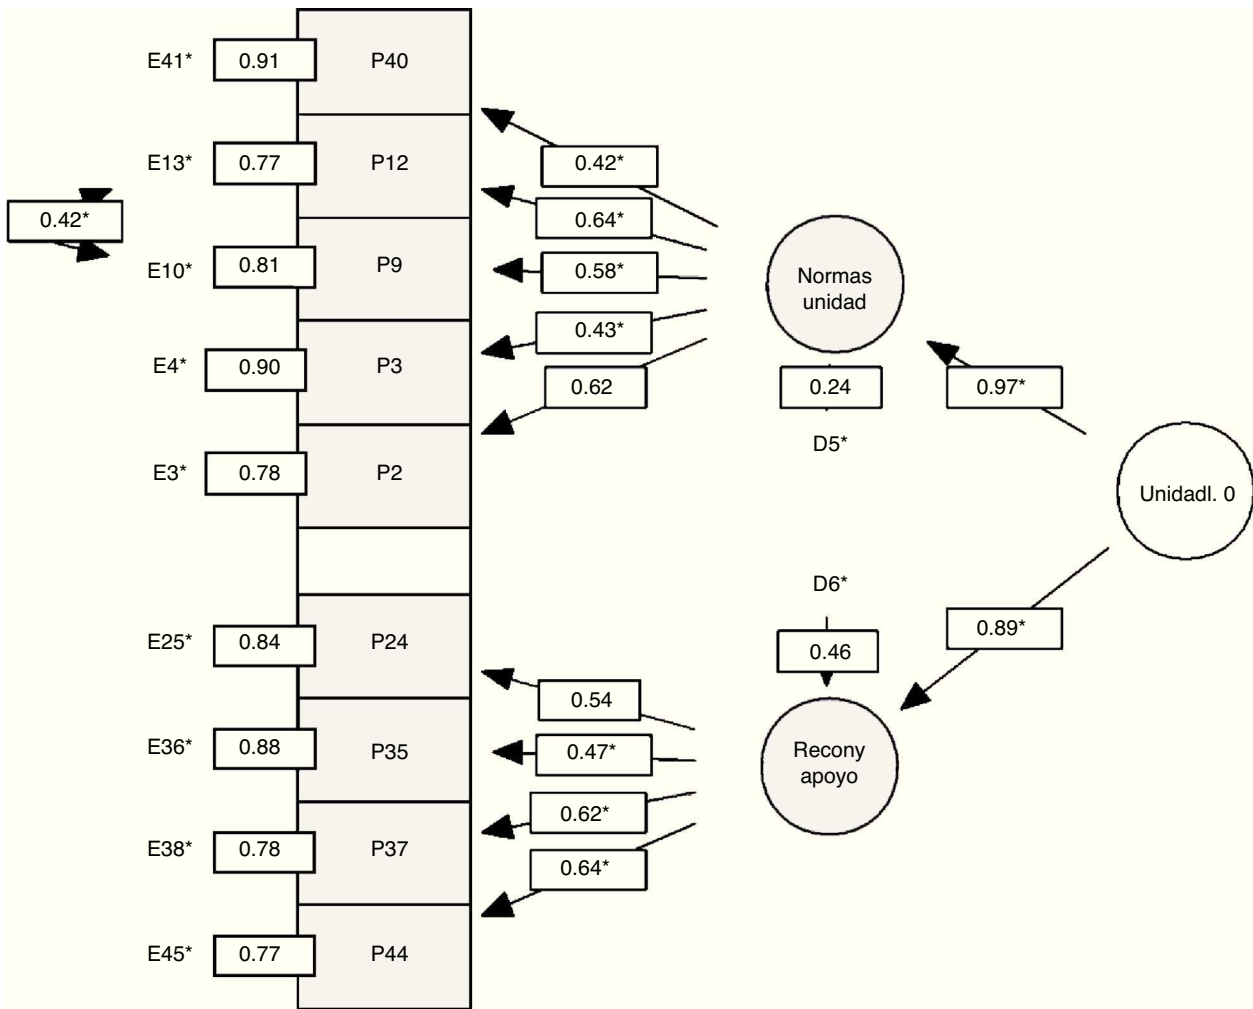 E41* 0.91 P40
E13* 0.77 P12
0.42*
0.42*
0.64*
E10* 0.81 P9
0.58*
Normas
unidad
0.43*
E4* 0.90 P3
0.62
0.24
0.97*
D5*
E3* 0.78 P2
Unidadl. 0
D6*
E25* 0.84 P24
0.46
0.89*
0.54
E36* 0.88 P35
0.47*
Recony
apoyo
0.62*
E38* 0.78 P37
0.64*
E45* 0.77 P44